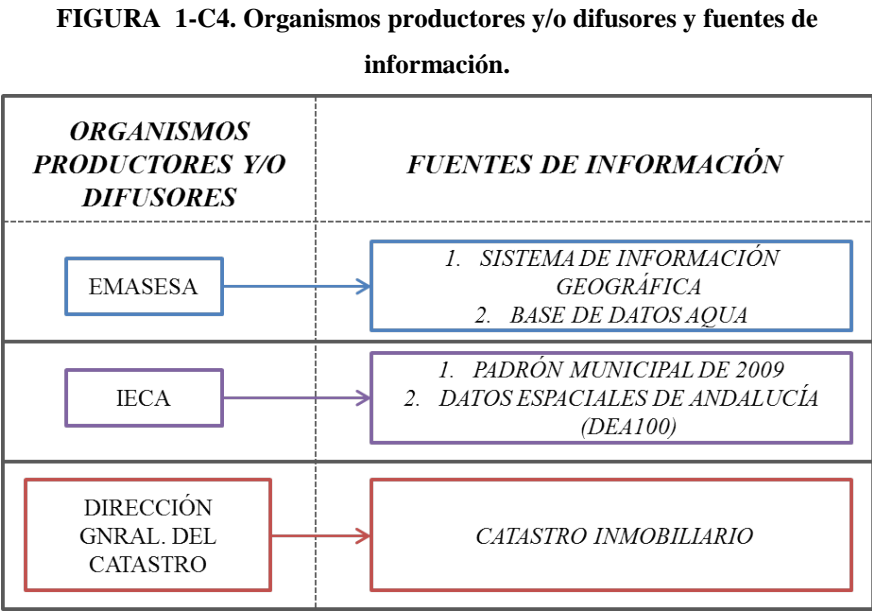 FIGURA 1-C4. Organismos productores y/o difusores y fuentes de
información.
ORGANISMOS
PRODUCTORES Y/O
DIFUSORES
FUENTES DE INFORMACIÓN
EMASESA
1. SISTEMA DE INFORMACIÓN
GEOGRÁFICA
2. BASE DE DATOS AQUA
IECA
1. PADRÓN MUNICIPAL DE 2009
2. DATOS ESPACIALES DE ANDALUCÍA
(DEA100)
DIRECCIÓN
GNRAL. DEL
CATASTRO
CATASTRO INMOBILIARIO